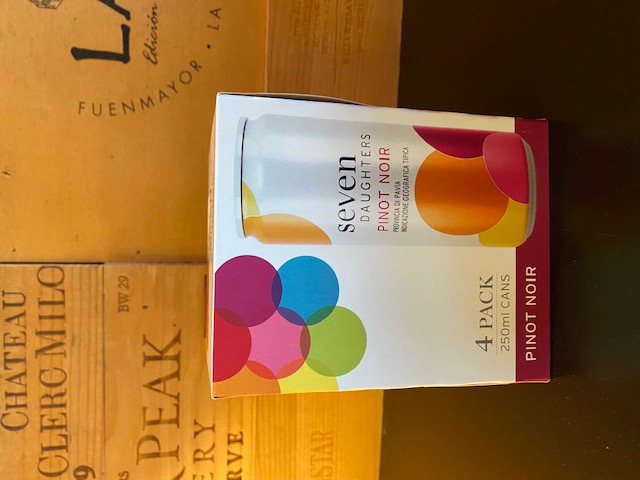 seven
DAUGHTERS
PINOT NOIR
PROVINCIA DI PAVIA
INDICAZIONE GEOGRAFICA TIPICA
4 PACK
250ml CANS
PINOT NOIR
LA
Edición
FUENMAYOR • LA
CHATEAU
CLERC MILO
9
BW 29
PEAK
ERY
RVE
STAR